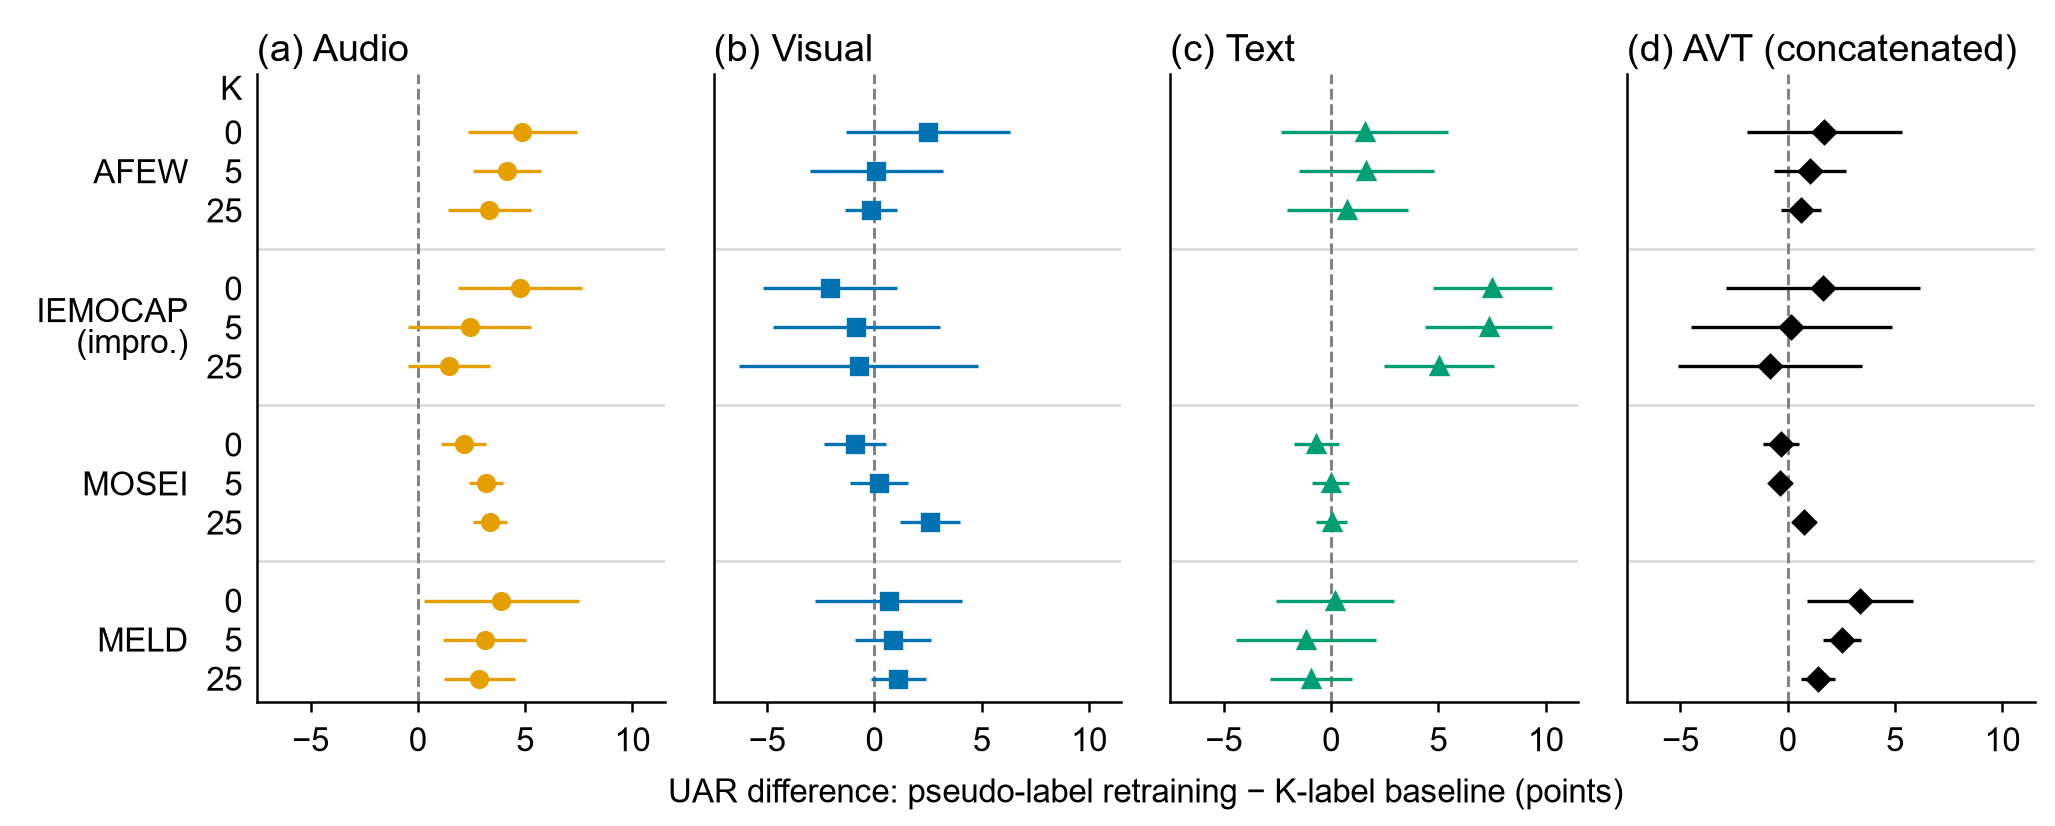 (a) Audio
(b) Visual
(c) Text
(d) AVT (concatenated)
K
0
AFEW 5
25
0
IEMOCAP
(impro.)
5
25
0
MOSEI 5
25
0
MELD 5
25
−5 0 5 10
−5 0 5 10
−5 0 5 10
−5 0 5 10
UAR difference: pseudo-label retraining − K-label baseline (points)